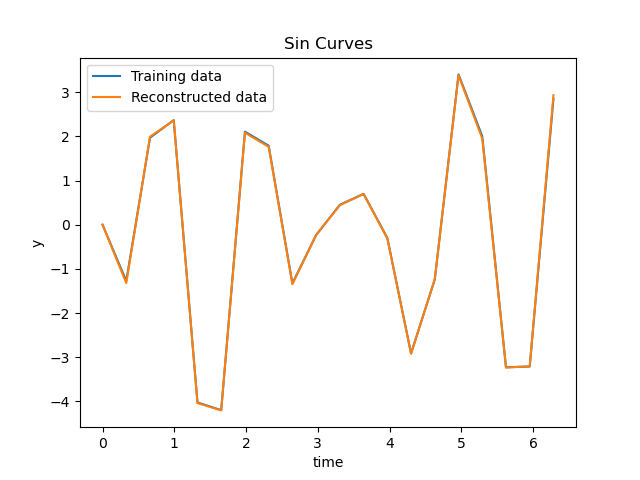 Sin Curves
Training data
Reconstructed data
3
2
1
0
−1
−2
−3
−4
y
0 1 2 3 4 5 6
time